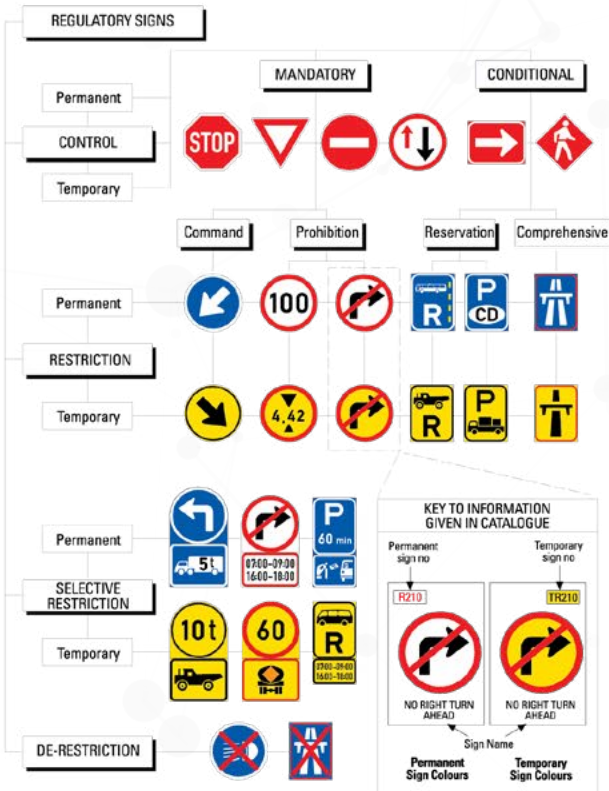 REGULATORY SIGNS
MANDATORY
CONDITIONAL
Permanent
CONTROL
Temporary
STOP
Command
Prohibition
Reservation
Comprehensive
Permanent
100
R
P
CD
RESTRICTION
Temporary
4,42
R
P
Permanent
5t
07:00-09:00
16:00-18:00
P
60 min
SELECTIVE
RESTRICTION
Temporary
10t
60
R
07:00-09:00
16:00-18:00
DE-RESTRICTION
KEY TO INFORMATION
GIVEN IN CATALOGUE
Permanent
sign no
Temporary
sign no
R210
TR210
NO RIGHT TURN
AHEAD
NO RIGHT TURN
AHEAD
Sign Name
Permanent
Sign Colours
Temporary
Sign Colours